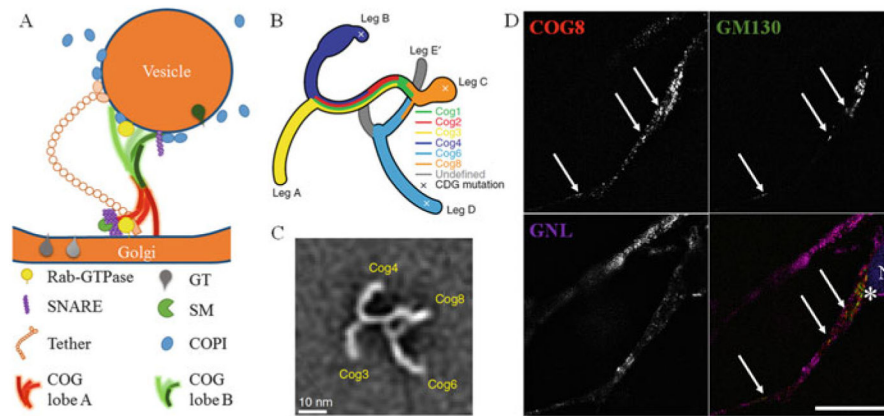 A
Vesicle
Golgi
Rab-GTPase
GT
SNARE
SM
Tether
COPI
COG
lobe A
COG
lobe B
B
Leg B
Leg E'
Leg C
Cog1
Cog2
Cog3
Cog4
Cog6
Cog8
Undefined
× CDG mutation
Leg A
Leg D
C
Cog4
Cog8
Cog3
Cog6
10 nm
D
COG8
GM130
GNL
N
*